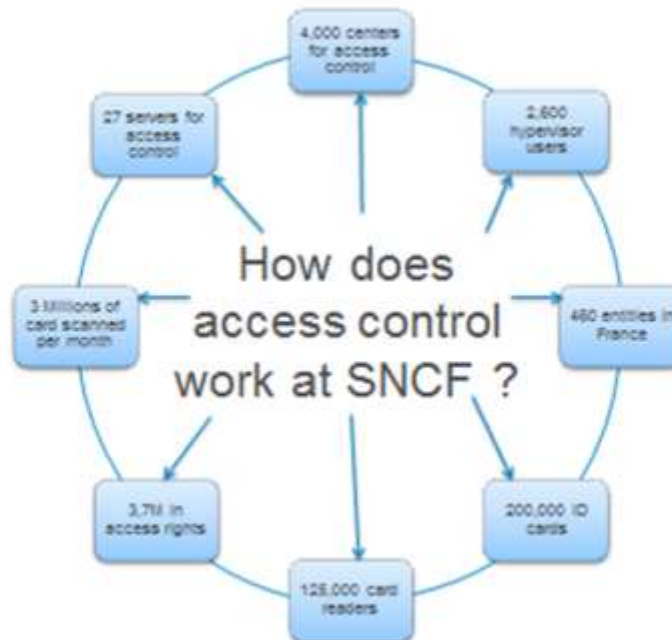 4,000 centers
for access
control
2,600
hypervisor
users
460 entities in
France
200,000 ID
cards
125,000 card
readers
3,7M in
access rights
3 Millions of
card scanned
per month
27 servers for
access
control
How does
access control
work at SNCF ?